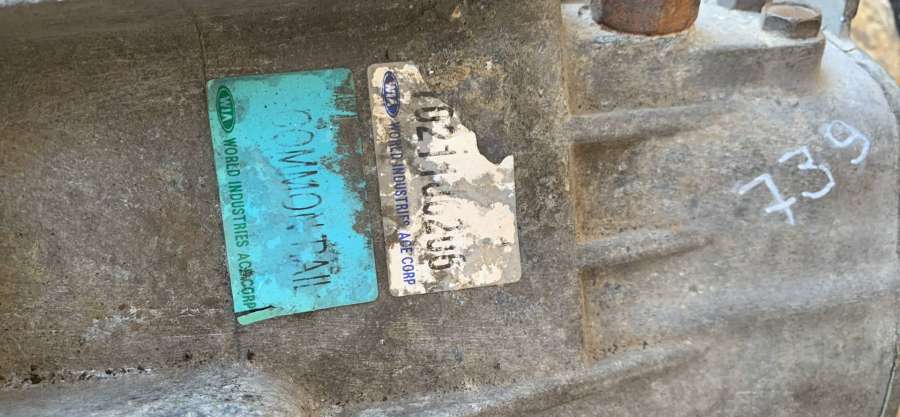 WIA
WORLD INDUSTRIES ACE CORP
COMMON RAIL
WIA
WORLD INDUSTRIES ACE CORP
739